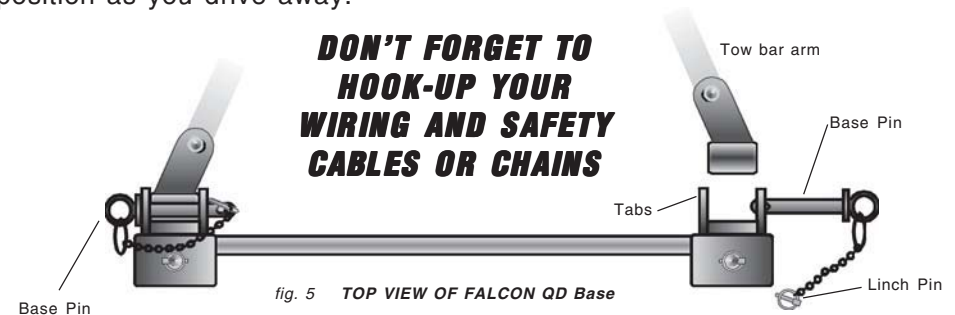 position as you drive away.
DON'T FORGET TO
HOOK-UP YOUR
WIRING AND SAFETY
CABLES OR CHAINS
Tow bar arm
Base Pin
Tabs
Linch Pin
fig. 5 TOP VIEW OF FALCON QD Base
Base Pin